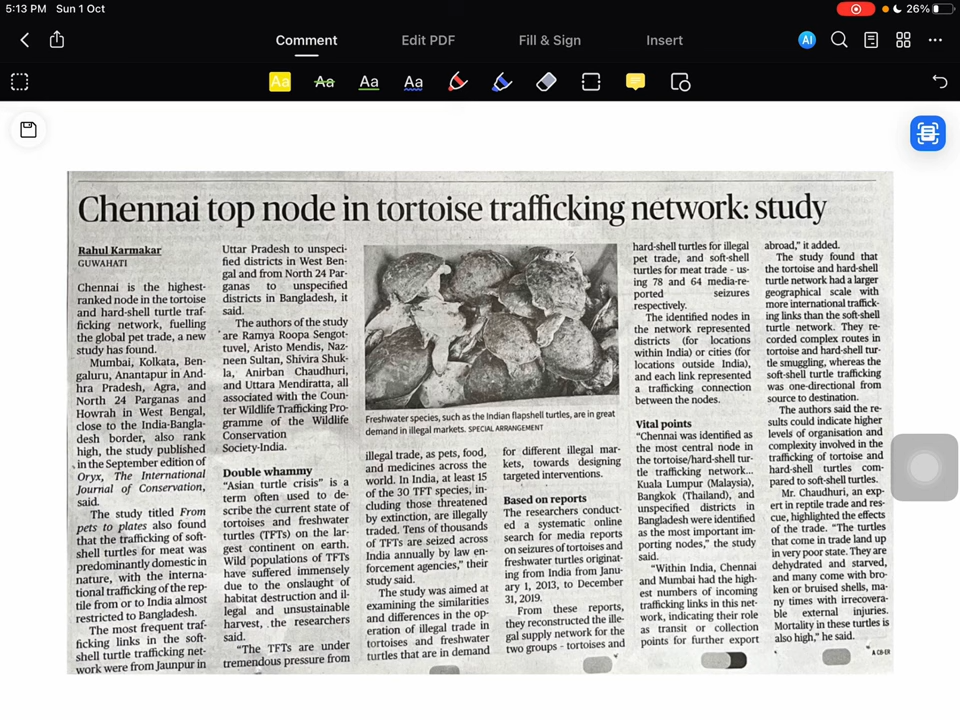 5:13 PM Sun 1 Oct
26%
Comment
Edit PDF
Fill & Sign
Insert
AI
Aa
Aa
Aa
Aa
Chennai top node in tortoise trafficking network: study
Rahul Karmakar
GUWAHATI
Chennai is the highest-
ranked node in the tortoise
and hard-shell turtle traf-
ficking network, fuelling
the global pet trade, a new
study has found.
Mumbai, Kolkata, Ben-
galuru, Anantapur in And-
hra Pradesh, Agra, and
North 24 Parganas and
Howrah in West Bengal,
close to the India-Bangla-
desh border, also rank
high, the study published
in the September edition of
Oryx, The International
Journal of Conservation,
said.
The study titled From
pets to plates also found
that the trafficking of soft-
shell turtles for meat was
predominantly domestic in
nature, with the interna-
tional trafficking of the rep-
tile from or to India almost
restricted to Bangladesh.
The most frequent traf-
ficking links in the soft-
shell turtle trafficking net-
work were from Jaunpur in
Uttar Pradesh to unspeci-
fied districts in West Ben-
gal and from North 24 Par-
ganas to unspecified
districts in Bangladesh, it
said.
The authors of the study
are Ramya Roopa Sengot-
tuvel, Aristo Mendis, Naz-
neen Sultan, Shivira Shuk-
la, Anirban Chaudhuri,
and Uttara Mendiratta, all
associated with the Coun-
ter Wildlife Trafficking Pro-
gramme of the Wildlife
Conservation
Society-India.
Double whammy
"Asian turtle crisis" is a
term often used to de-
scribe the current state of
tortoises and freshwater
turtles (TFTs) on the lar-
gest continent on earth.
Wild populations of TFTs
have suffered immensely
due to the onslaught of
habitat destruction and il-
legal and unsustainable
harvest, the researchers
said.
"The TFTs are under
tremendous pressure from
Freshwater species, such as the Indian flapshell turtles, are in great
demand in illegal markets. SPECIAL ARRANGEMENT
illegal trade, as pets, food,
and medicines across the
world. In India, at least 15
of the 30 TFT species, in-
cluding those threatened
by extinction, are illegally
traded. Tens of thousands
of TFTs are seized across
India annually by law en-
forcement agencies," their
study said.
The study was aimed at
examining the similarities
and differences in the op-
eration of illegal trade in
tortoises and freshwater
turtles that are in demand
for different illegal mar-
kets, towards designing
targeted interventions.
Based on reports
The researchers conduct-
ed a systematic online
search for media reports
on seizures of tortoises and
freshwater turtles originat-
ing from India from Janu-
ary 1, 2013, to December
31, 2019.
From these reports,
they reconstructed the ille-
gal supply network for the
two groups - tortoises and
hard-shell turtles for illegal
pet trade, and soft-shell
turtles for meat trade - us-
ing 78 and 64 media-re-
ported seizures
respectively.
The identified nodes in
the network represented
districts (for locations
within India) or cities (for
locations outside India),
and each link represented
a trafficking connection
between the nodes.
Vital points
"Chennai was identified as
the most central node in
the tortoise/hard-shell tur-
tle trafficking network...
Kuala Lumpur (Malaysia),
Bangkok (Thailand), and
unspecified districts in
Bangladesh were identified
as the most important im-
porting nodes," the study
said.
"Within India, Chennai
and Mumbai had the high-
est numbers of incoming
trafficking links in this net-
work, indicating their role
as transit or collection
points for further export
abroad," it added.
The study found that
the tortoise and hard-shell
turtle network had a larger
geographical scale with
more international traffick-
ing links than the soft-shell
turtle network. They re-
corded complex routes in
tortoise and hard-shell tur-
tle smuggling, whereas the
soft-shell turtle trafficking
was one-directional from
source to destination.
The authors said the re-
sults could indicate higher
levels of organisation and
complexity involved in the
trafficking of tortoise and
hard-shell turtles com-
pared to soft-shell turtles.
Mr. Chaudhuri, an exp-
ert in reptile trade and res-
cue, highlighted the effects
of the trade. "The turtles
that come in trade land up
in very poor state. They are
dehydrated and starved,
and many come with bro-
ken or bruised shells, ma-
ny times with irrecovera-
ble external injuries.
Mortality in these turtles is
also high," he said.